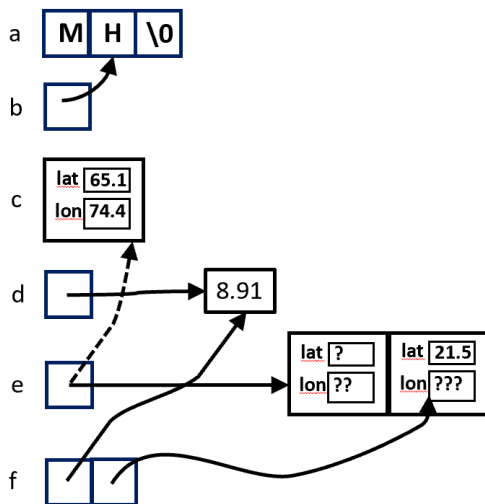 a M H \0
b
c lat 65.1
lon 74.4
d 8.91
e lat ? lat 21.5
lon ?? lon ???
f